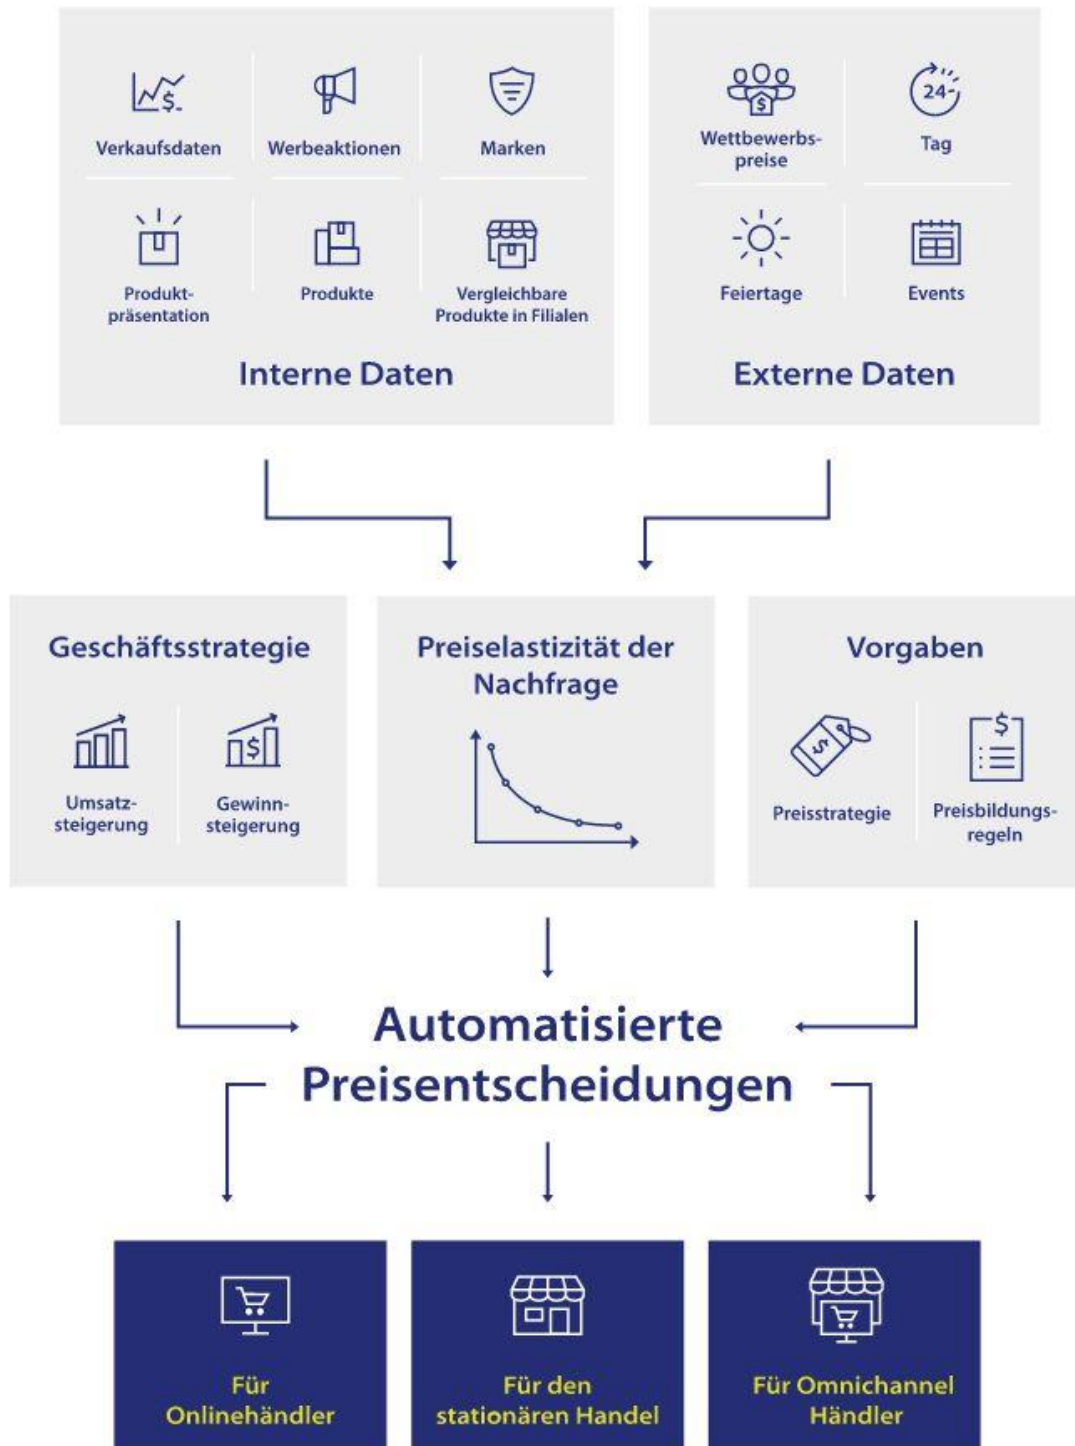 $
Verkaufsdaten
Werbeaktionen
Marken
$
Wettbewerbs-
preise
24
Tag
Produkt-
präsentation
Produkte
Vergleichbare
Produkte in Filialen
Feiertage
Events
Interne Daten
Externe Daten
Geschäftsstrategie
Umsatz-
steigerung
$
Gewinn-
steigerung
Preiselastizität der
Nachfrage
Vorgaben
$
Preisstrategie
$
Preisbildungs-
regeln
Automatisierte
Preisentscheidungen
Für
Onlinehändler
Für den
stationären Handel
Für Omnichannel
Händler